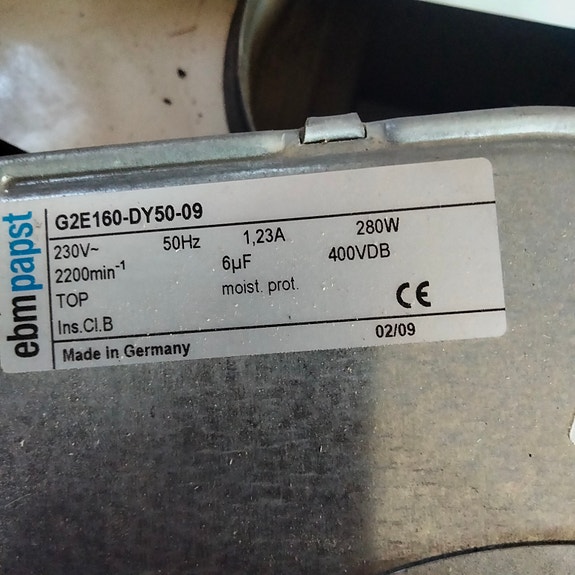 ebmpapst
G2E160-DY50-09
230V~ 50Hz 1,23A 280W
2200min⁻¹ 6µF 400VDB
TOP moist. prot.
Ins.Cl.B CE
02/09
Made in Germany